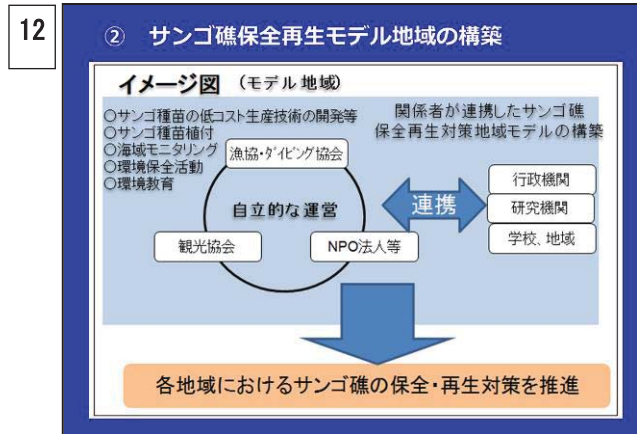 12
② サンゴ礁保全再生モデル地域の構築
イメージ図 (モデル地域)
○サンゴ種苗の低コスト生産技術の開発等
○サンゴ種苗植付
○海域モニタリング
○環境保全活動
○環境教育
関係者が連携したサンゴ礁
保全再生対策地域モデルの構築
漁協・ダイビング協会
自立的な運営
観光協会
NPO法人等
連携
行政機関
研究機関
学校、地域
各地域におけるサンゴ礁の保全・再生対策を推進